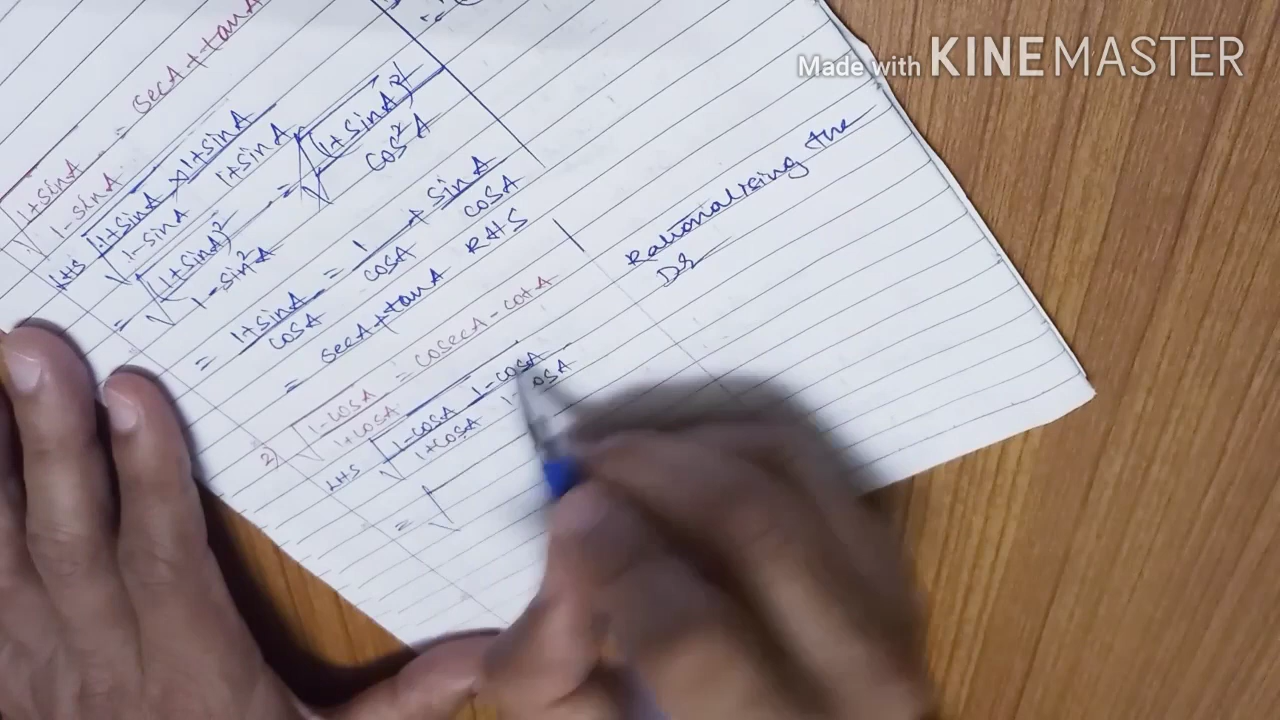 Made with KINEMASTER
√(1+sinA / 1-sinA) = secA + tanA
LHS √(1+sinA / 1-sinA × 1+sinA / 1+sinA)
= √((1+sinA)² / 1-sin²A) = √((1+sinA)² / cos²A)
= 1+sinA / cosA = 1 / cosA + sinA / cosA
= secA + tanA RHS
Rationalising the
Dr
2) √(1-cosA / 1+cosA) = cosecA - cotA
LHS √(1-cosA / 1+cosA 1-cosA / 1-cosA)
= √